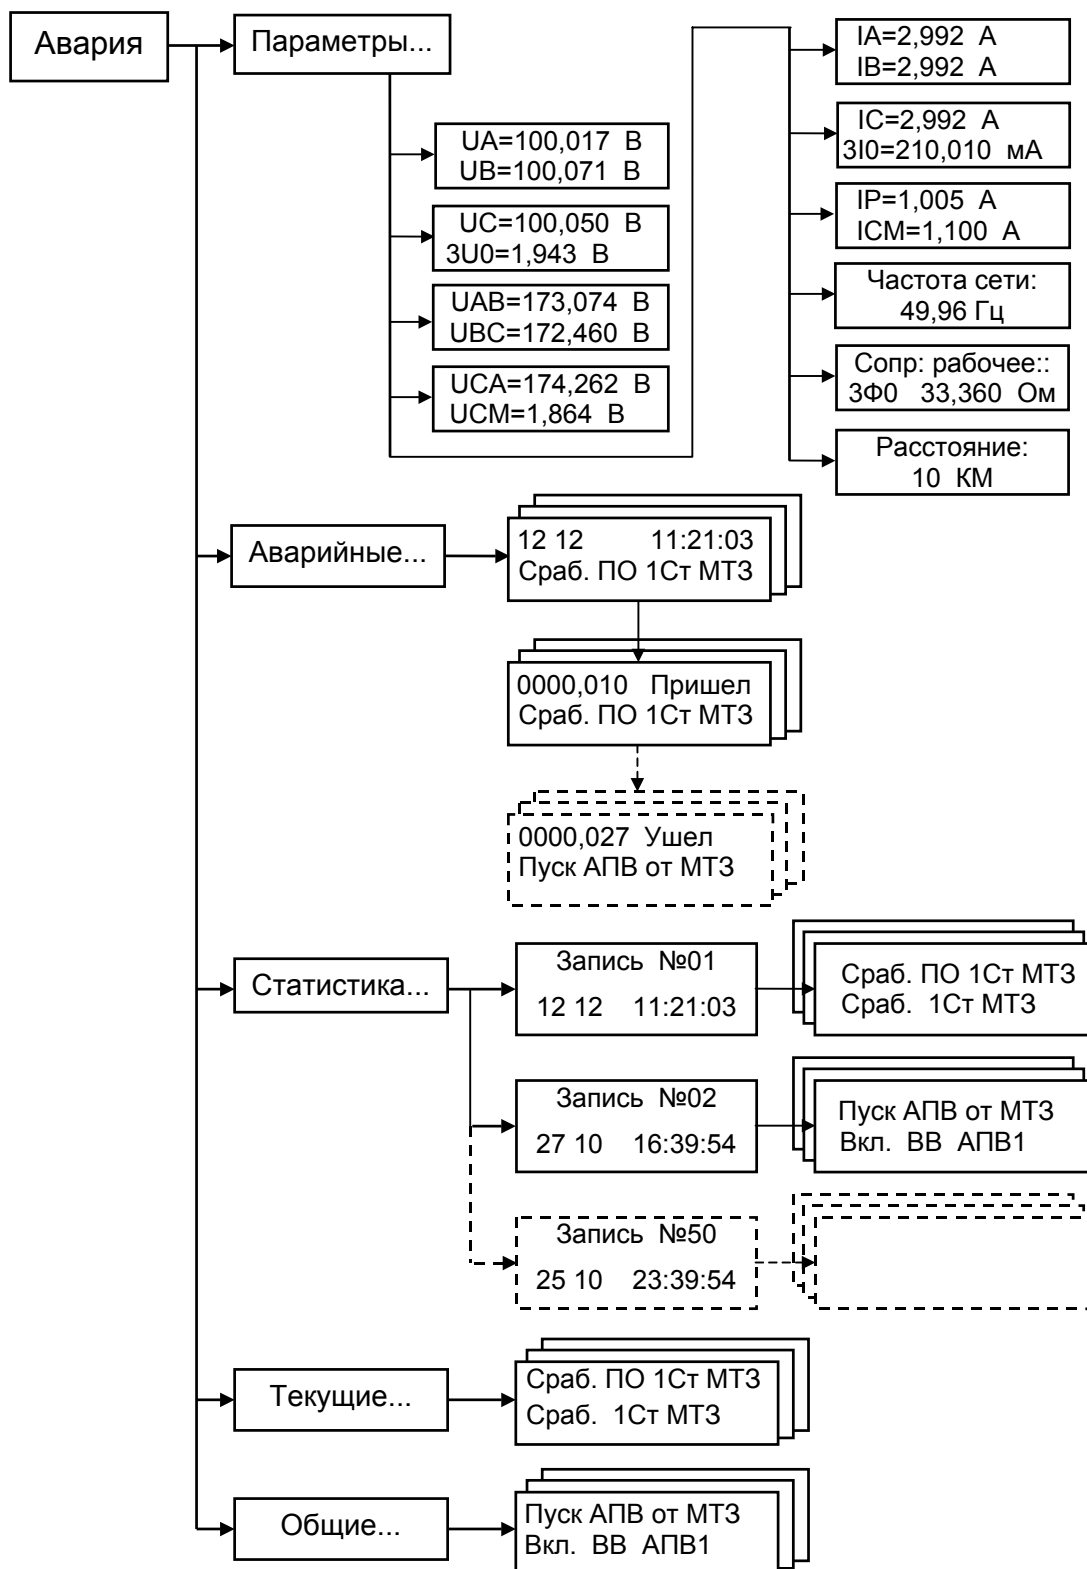 Авария
Параметры...
UA=100,017 В
UB=100,071 В
UC=100,050 В
3U0=1,943 В
UAB=173,074 В
UBC=172,460 В
UCA=174,262 В
UCM=1,864 В
IA=2,992 А
IB=2,992 А
IC=2,992 А
3I0=210,010 мА
IP=1,005 А
ICM=1,100 А
Частота сети:
49,96 Гц
Сопр: рабочее::
3Ф0 33,360 Ом
Расстояние:
10 КМ
Аварийные...
12 12 11:21:03
Сраб. ПО 1Ст МТЗ
0000,010 Пришел
Сраб. ПО 1Ст МТЗ
0000,027 Ушел
Пуск АПВ от МТЗ
Статистика...
Запись №01
12 12 11:21:03
Сраб. ПО 1Ст МТЗ
Сраб. 1Ст МТЗ
Запись №02
27 10 16:39:54
Пуск АПВ от МТЗ
Вкл. ВВ АПВ1
Запись №50
25 10 23:39:54
Текущие...
Сраб. ПО 1Ст МТЗ
Сраб. 1Ст МТЗ
Общие...
Пуск АПВ от МТЗ
Вкл. ВВ АПВ1